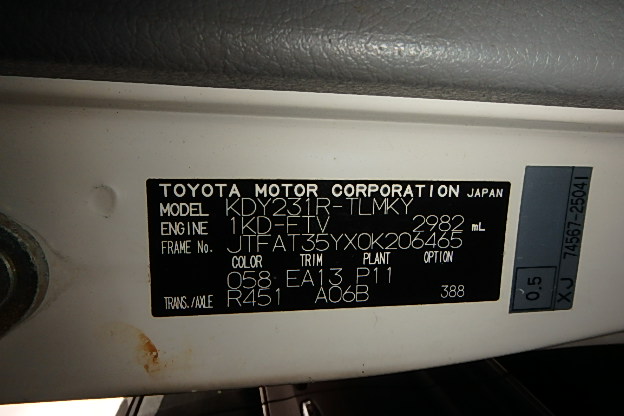 TOYOTA MOTOR CORPORATION JAPAN
MODEL KDY231R-TLMKY
ENGINE 1KD-FTV 2982 mL
FRAME No. JTFAT35YX0K206465
COLOR TRIM PLANT OPTION
058 EA13 P11
TRANS./AXLE R451 A06B 388
0.5
XJ 74567-25041